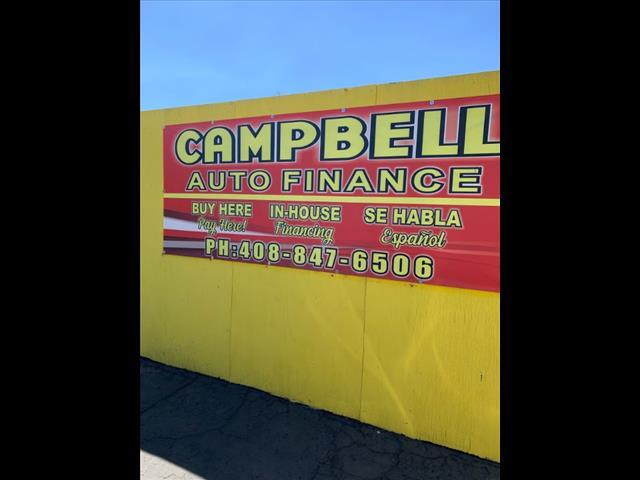 CAMPBELL
AUTO FINANCE
BUY HERE IN-HOUSE SE HABLA
Pay Here! Financing Español
PH:408-847-6506